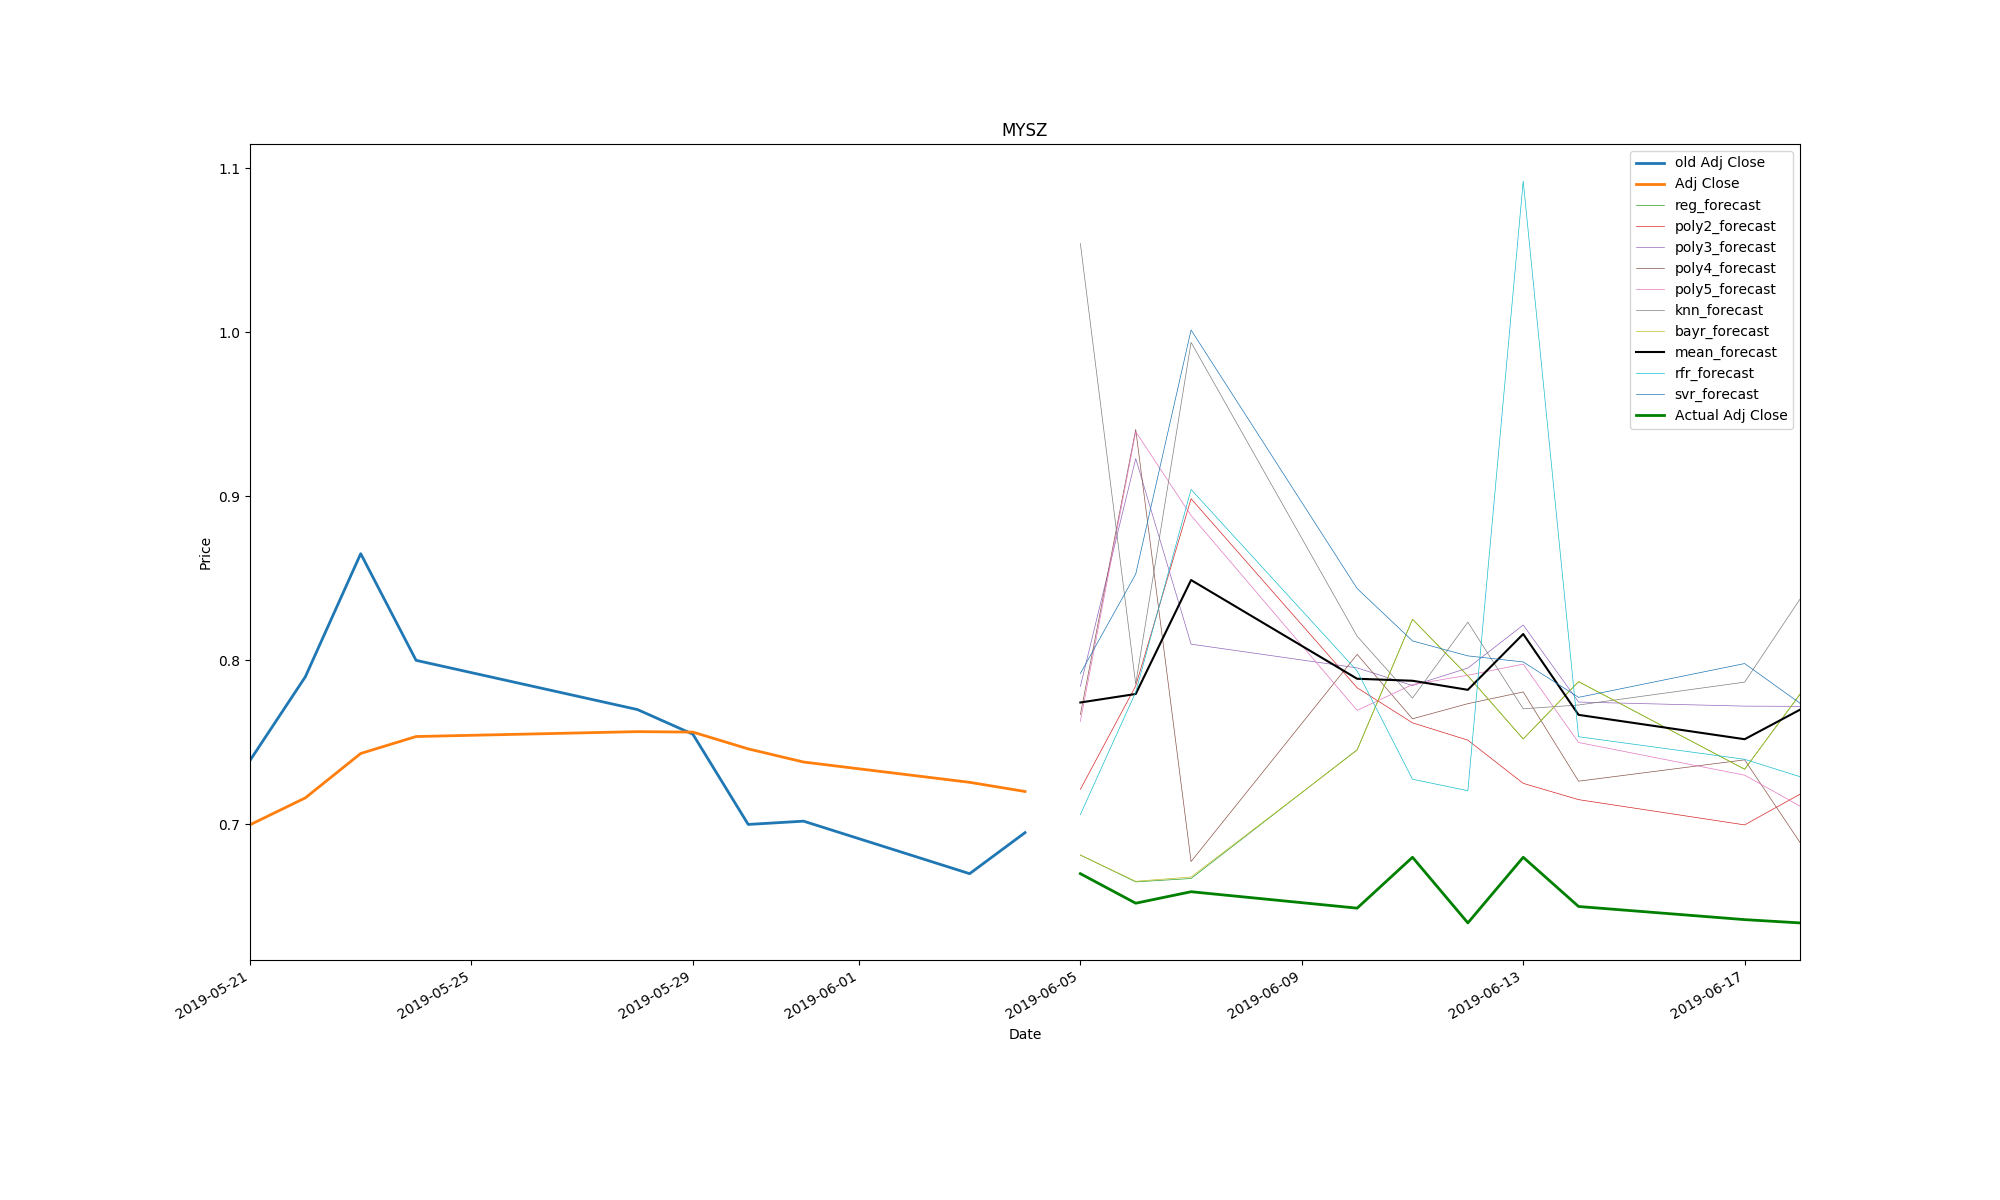 MYSZ
1.1
1.0
0.9
0.8
0.7
Price
old Adj Close
Adj Close
reg_forecast
poly2_forecast
poly3_forecast
poly4_forecast
poly5_forecast
knn_forecast
bayr_forecast
mean_forecast
rfr_forecast
svr_forecast
Actual Adj Close
2019-05-21
2019-05-25
2019-05-29
2019-06-01
2019-06-05
2019-06-09
2019-06-13
2019-06-17
Date